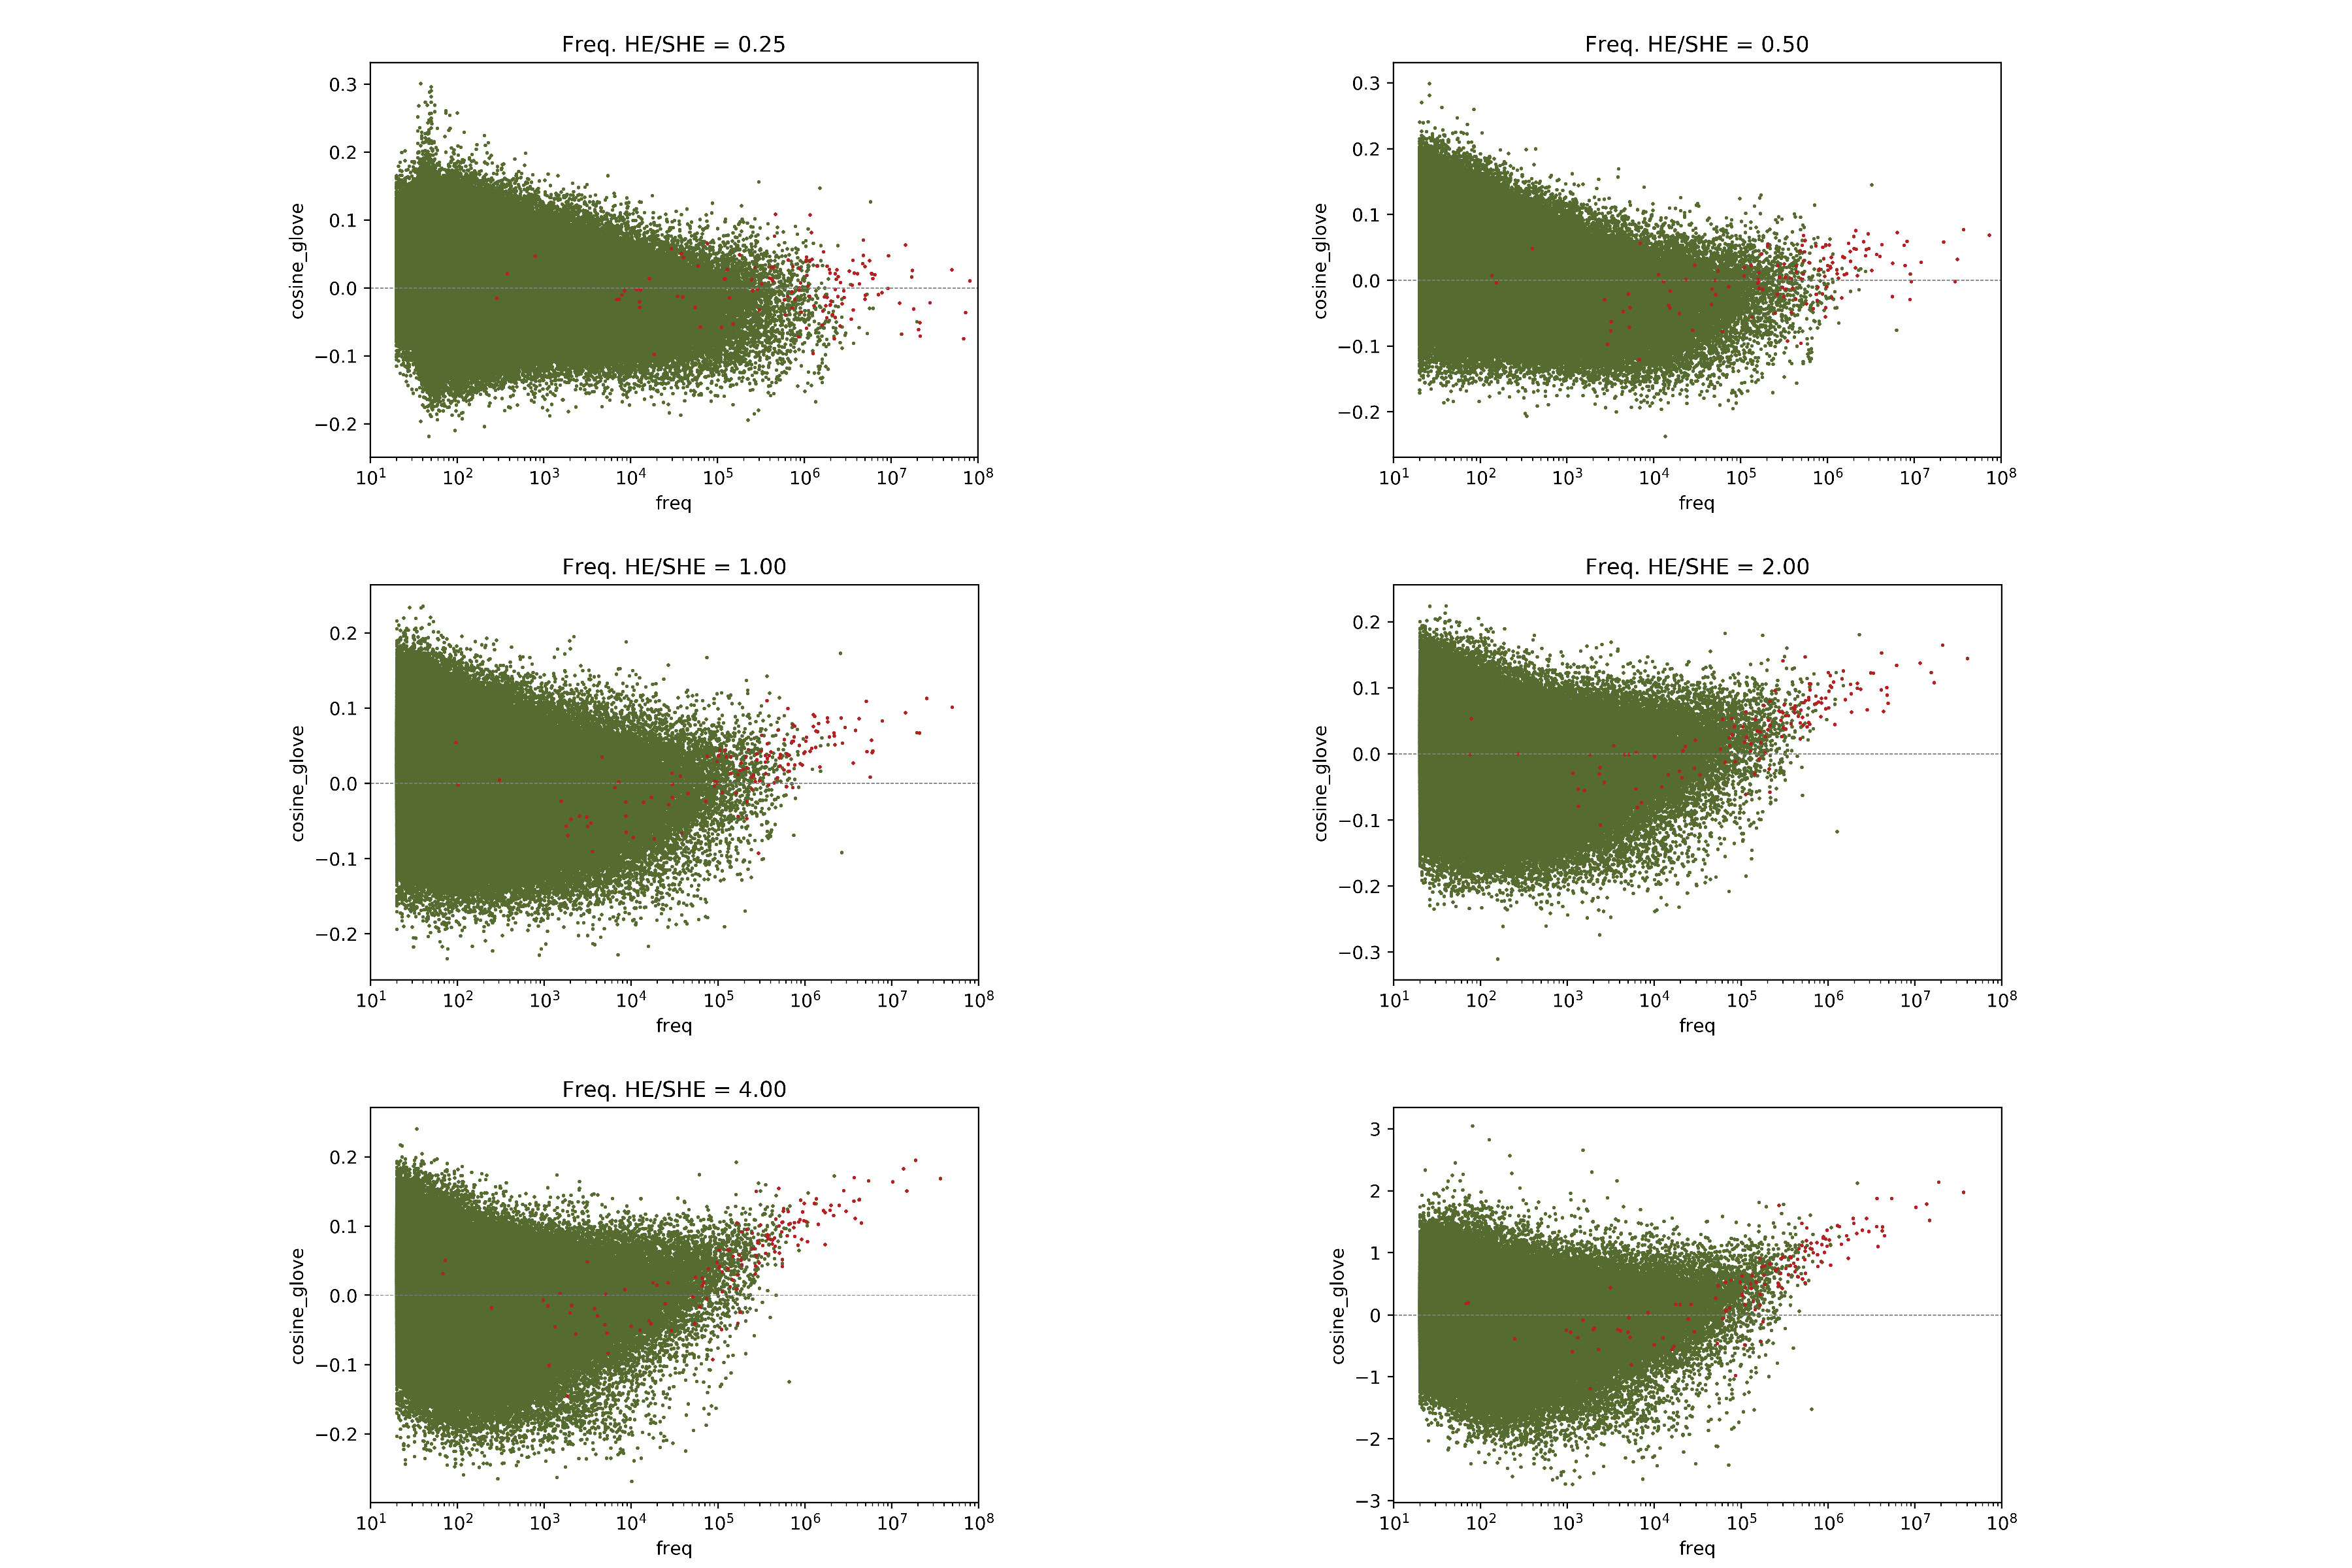 Freq. HE/SHE = 0.25
0.3
0.2
0.1
0.0
−0.1
−0.2
cosine_glove
10¹ 10² 10³ 10⁴ 10⁵ 10⁶ 10⁷ 10⁸
freq
Freq. HE/SHE = 0.50
0.3
0.2
0.1
0.0
−0.1
−0.2
cosine_glove
10¹ 10² 10³ 10⁴ 10⁵ 10⁶ 10⁷ 10⁸
freq
Freq. HE/SHE = 1.00
0.2
0.1
0.0
−0.1
−0.2
cosine_glove
10¹ 10² 10³ 10⁴ 10⁵ 10⁶ 10⁷ 10⁸
freq
Freq. HE/SHE = 2.00
0.2
0.1
0.0
−0.1
−0.2
−0.3
cosine_glove
10¹ 10² 10³ 10⁴ 10⁵ 10⁶ 10⁷ 10⁸
freq
Freq. HE/SHE = 4.00
0.2
0.1
0.0
−0.1
−0.2
cosine_glove
10¹ 10² 10³ 10⁴ 10⁵ 10⁶ 10⁷ 10⁸
freq
3
2
1
0
−1
−2
−3
cosine_glove
10¹ 10² 10³ 10⁴ 10⁵ 10⁶ 10⁷ 10⁸
freq